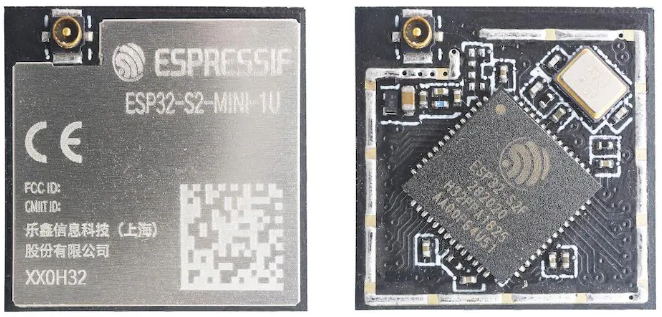 ESPRESSIF
ESP32-S2-MINI-1U
CE
FCC ID:
CMIIT ID:
乐鑫信息科技（上海）
股份有限公司
XX0H32
ESP32-S2F